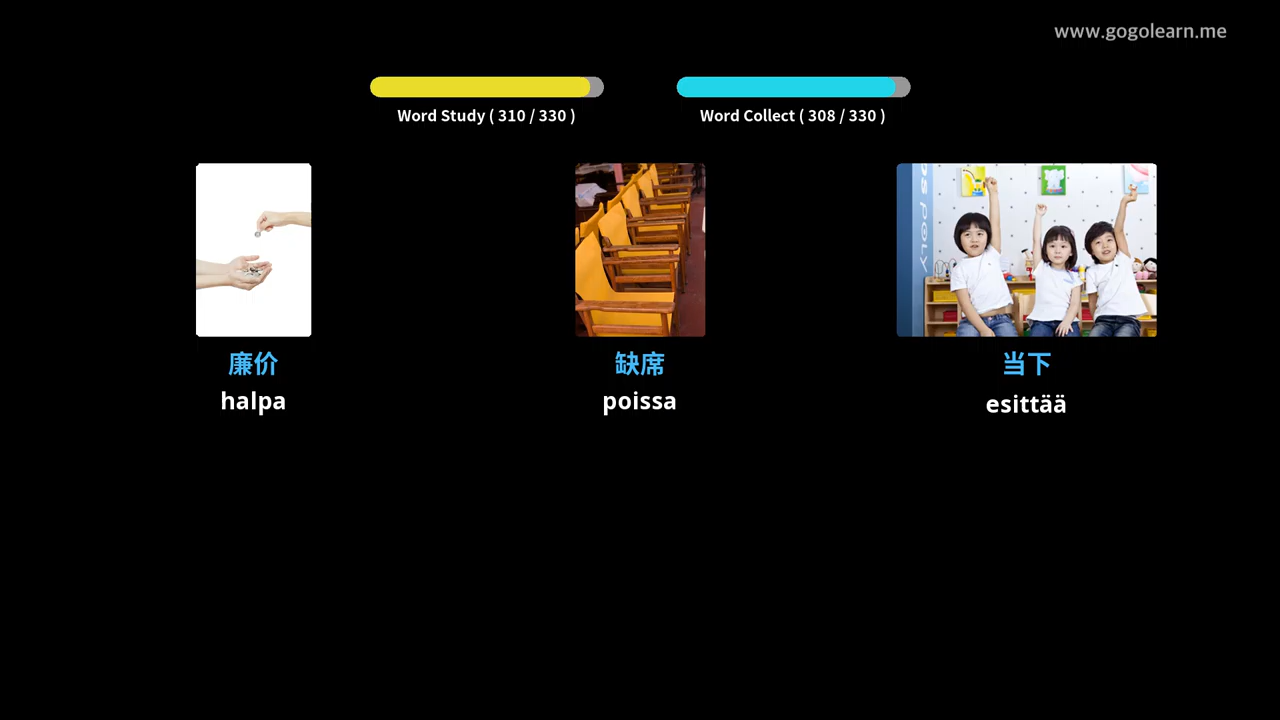 www.gogolearn.me
Word Study ( 310 / 330 )
Word Collect ( 308 / 330 )
廉价
halpa
缺席
poissa
当下
esittää